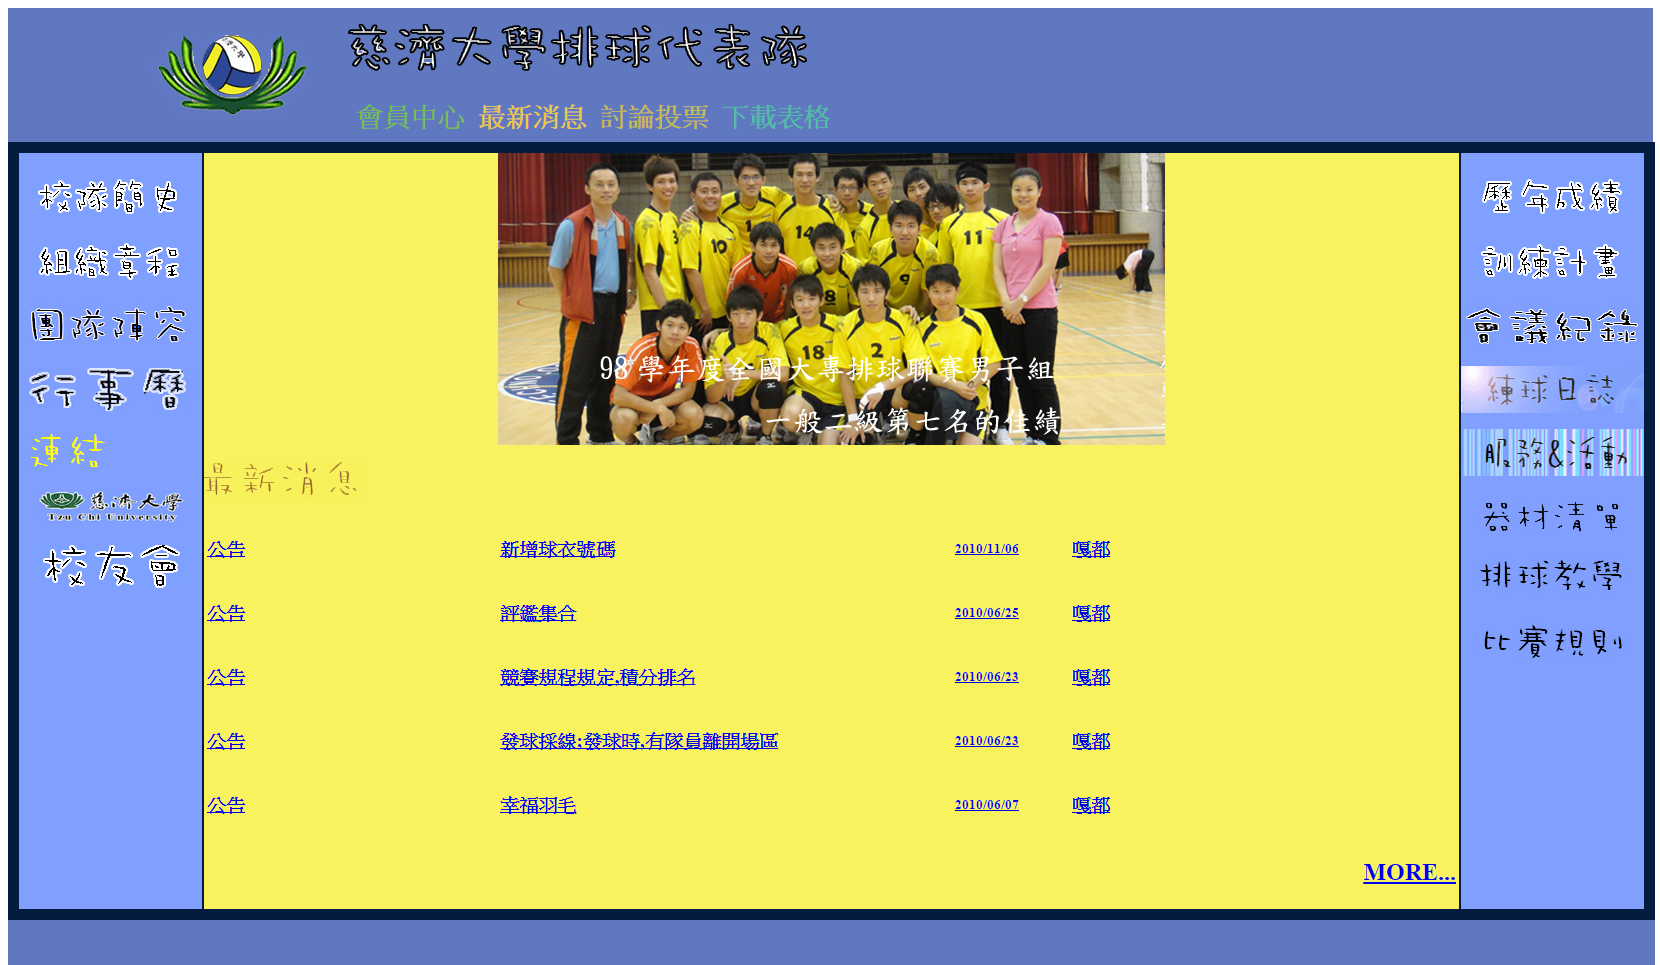 慈濟大學排球代表隊
會員中心 最新消息 討論投票 下載表格
校隊簡史
組織章程
團隊陣容
行事曆
連結
慈濟大學
Tzu Chi University
校友會
3 10 14 11 9 8 18 2
98 學年度全國大專排球聯賽男子組
一般二級第七名的佳績
最新消息
公告 新增球衣號碼 2010/11/06 嘎都
公告 評鑑集合 2010/06/25 嘎都
公告 競賽規程規定,積分排名 2010/06/23 嘎都
公告 發球採線;發球時,有隊員離開場區 2010/06/23 嘎都
公告 幸福羽毛 2010/06/07 嘎都
MORE...
歷年成績
訓練計畫
會議紀錄
練球日誌
服務&活動
器材清單
排球教學
比賽規則